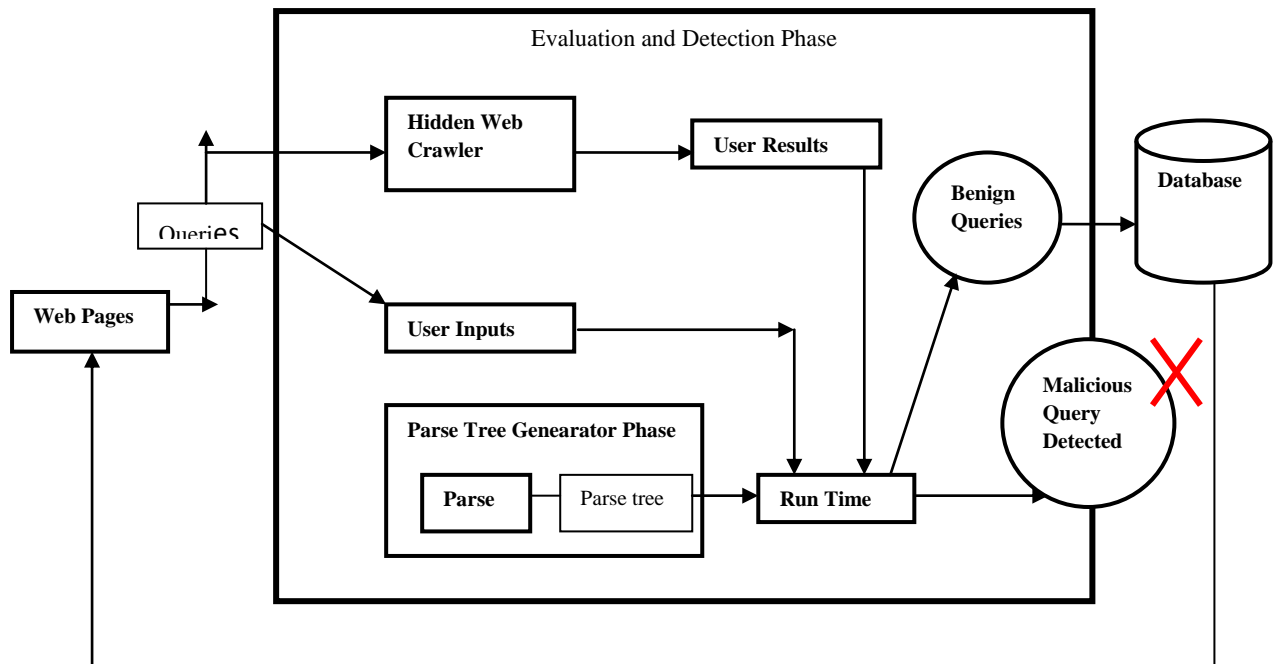 Evaluation and Detection Phase
Hidden Web
Crawler
User Results
Benign
Queries
Database
Queries
Web Pages
User Inputs
Malicious
Query
Detected
Parse Tree Genearator Phase
Parse
Parse tree
Run Time